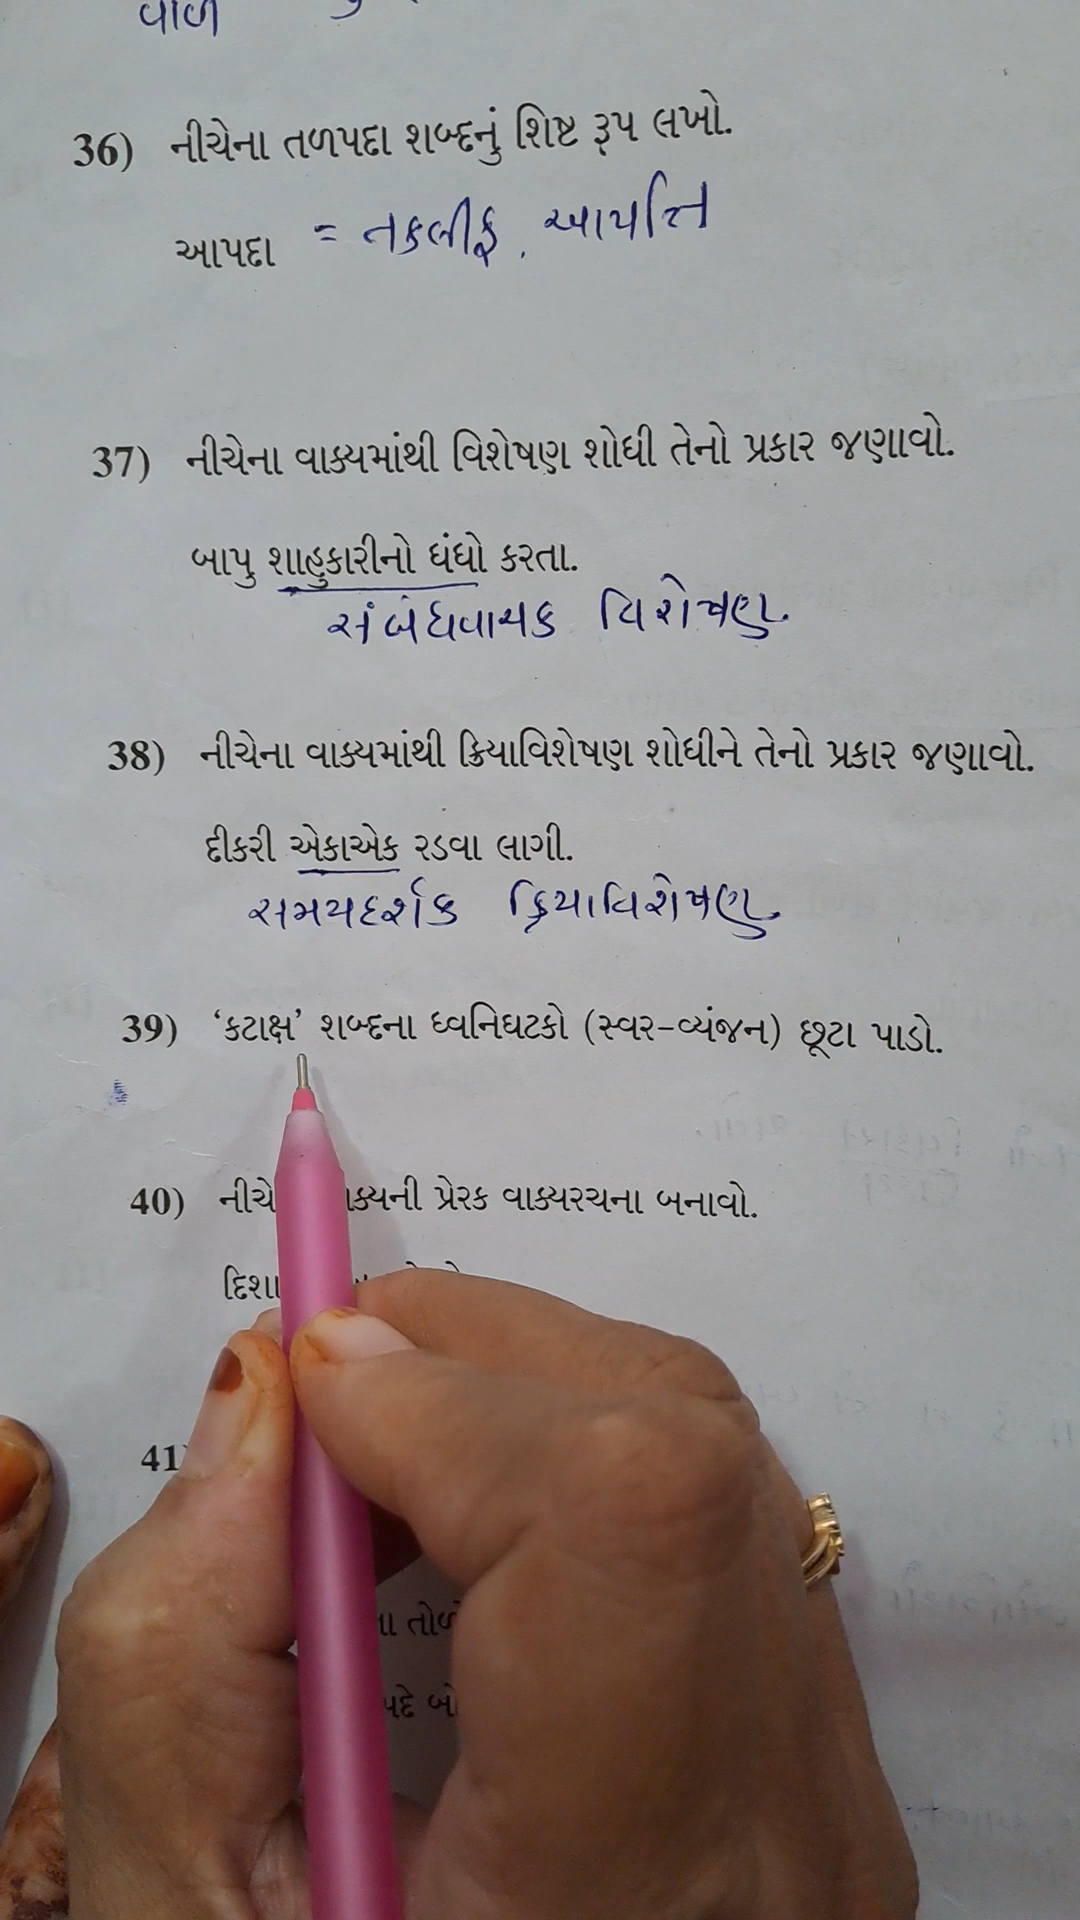 વાળ
36) નીચેના તળપદા શબ્દનું શિષ્ટ રૂપ લખો.
આપદા = તકલીફ, આપત્તિ
37) નીચેના વાક્યમાંથી વિશેષણ શોધી તેનો પ્રકાર જણાવો.
બાપુ શાહુકારીનો ધંધો કરતા.
સંબંધવાચક વિશેષણ.
38) નીચેના વાક્યમાંથી ક્રિયાવિશેષણ શોધીને તેનો પ્રકાર જણાવો.
દીકરી એકાએક રડવા લાગી.
સમયદર્શક ક્રિયાવિશેષણ.
39) ‘કટાક્ષ’ શબ્દના ધ્વનિઘટકો (સ્વર-વ્યંજન) છૂટા પાડો.
40) પ્રેરક વાક્યરચના બનાવો.
41)